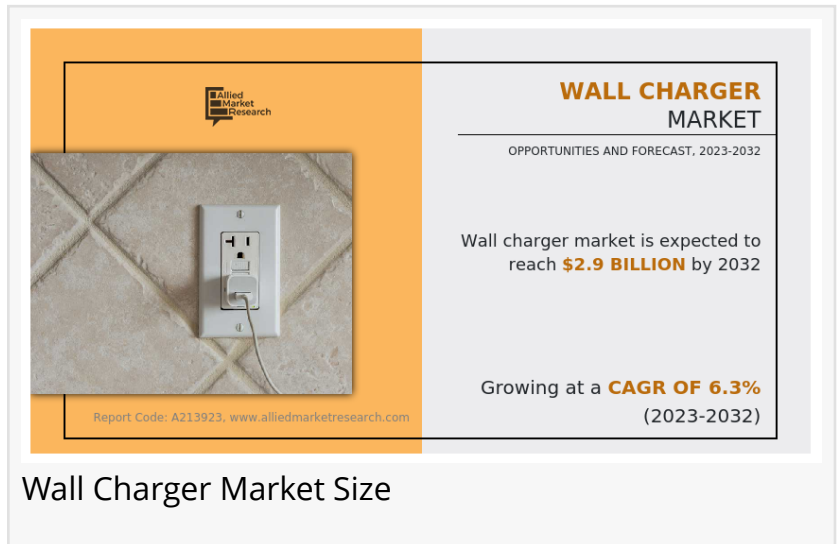 Allied
Market
Research
WALL CHARGER
MARKET
OPPORTUNITIES AND FORECAST, 2023-2032
Wall charger market is expected to
reach $2.9 BILLION by 2032
Growing at a CAGR OF 6.3%
(2023-2032)
Report Code: A213923, www.alliedmarketresearch.com
Wall Charger Market Size